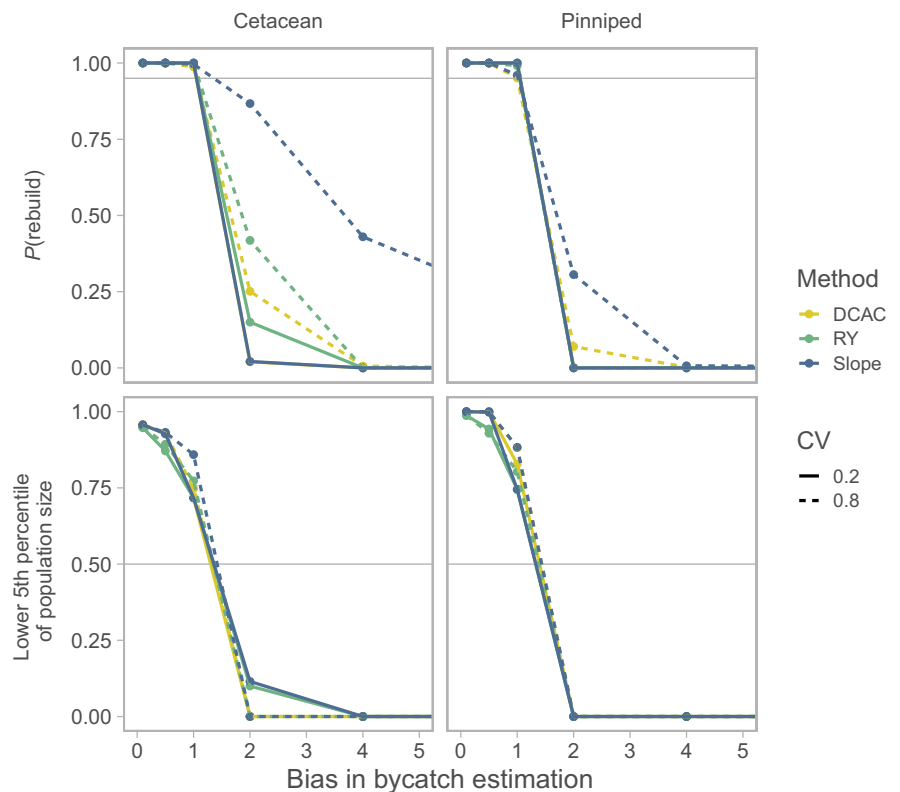 Cetacean
Pinniped
P(rebuild)
1.00
0.75
0.50
0.25
0.00
Lower 5th percentile
of population size
1.00
0.75
0.50
0.25
0.00
0 1 2 3 4 5
0 1 2 3 4 5
Bias in bycatch estimation
Method
DCAC
RY
Slope
CV
0.2
0.8